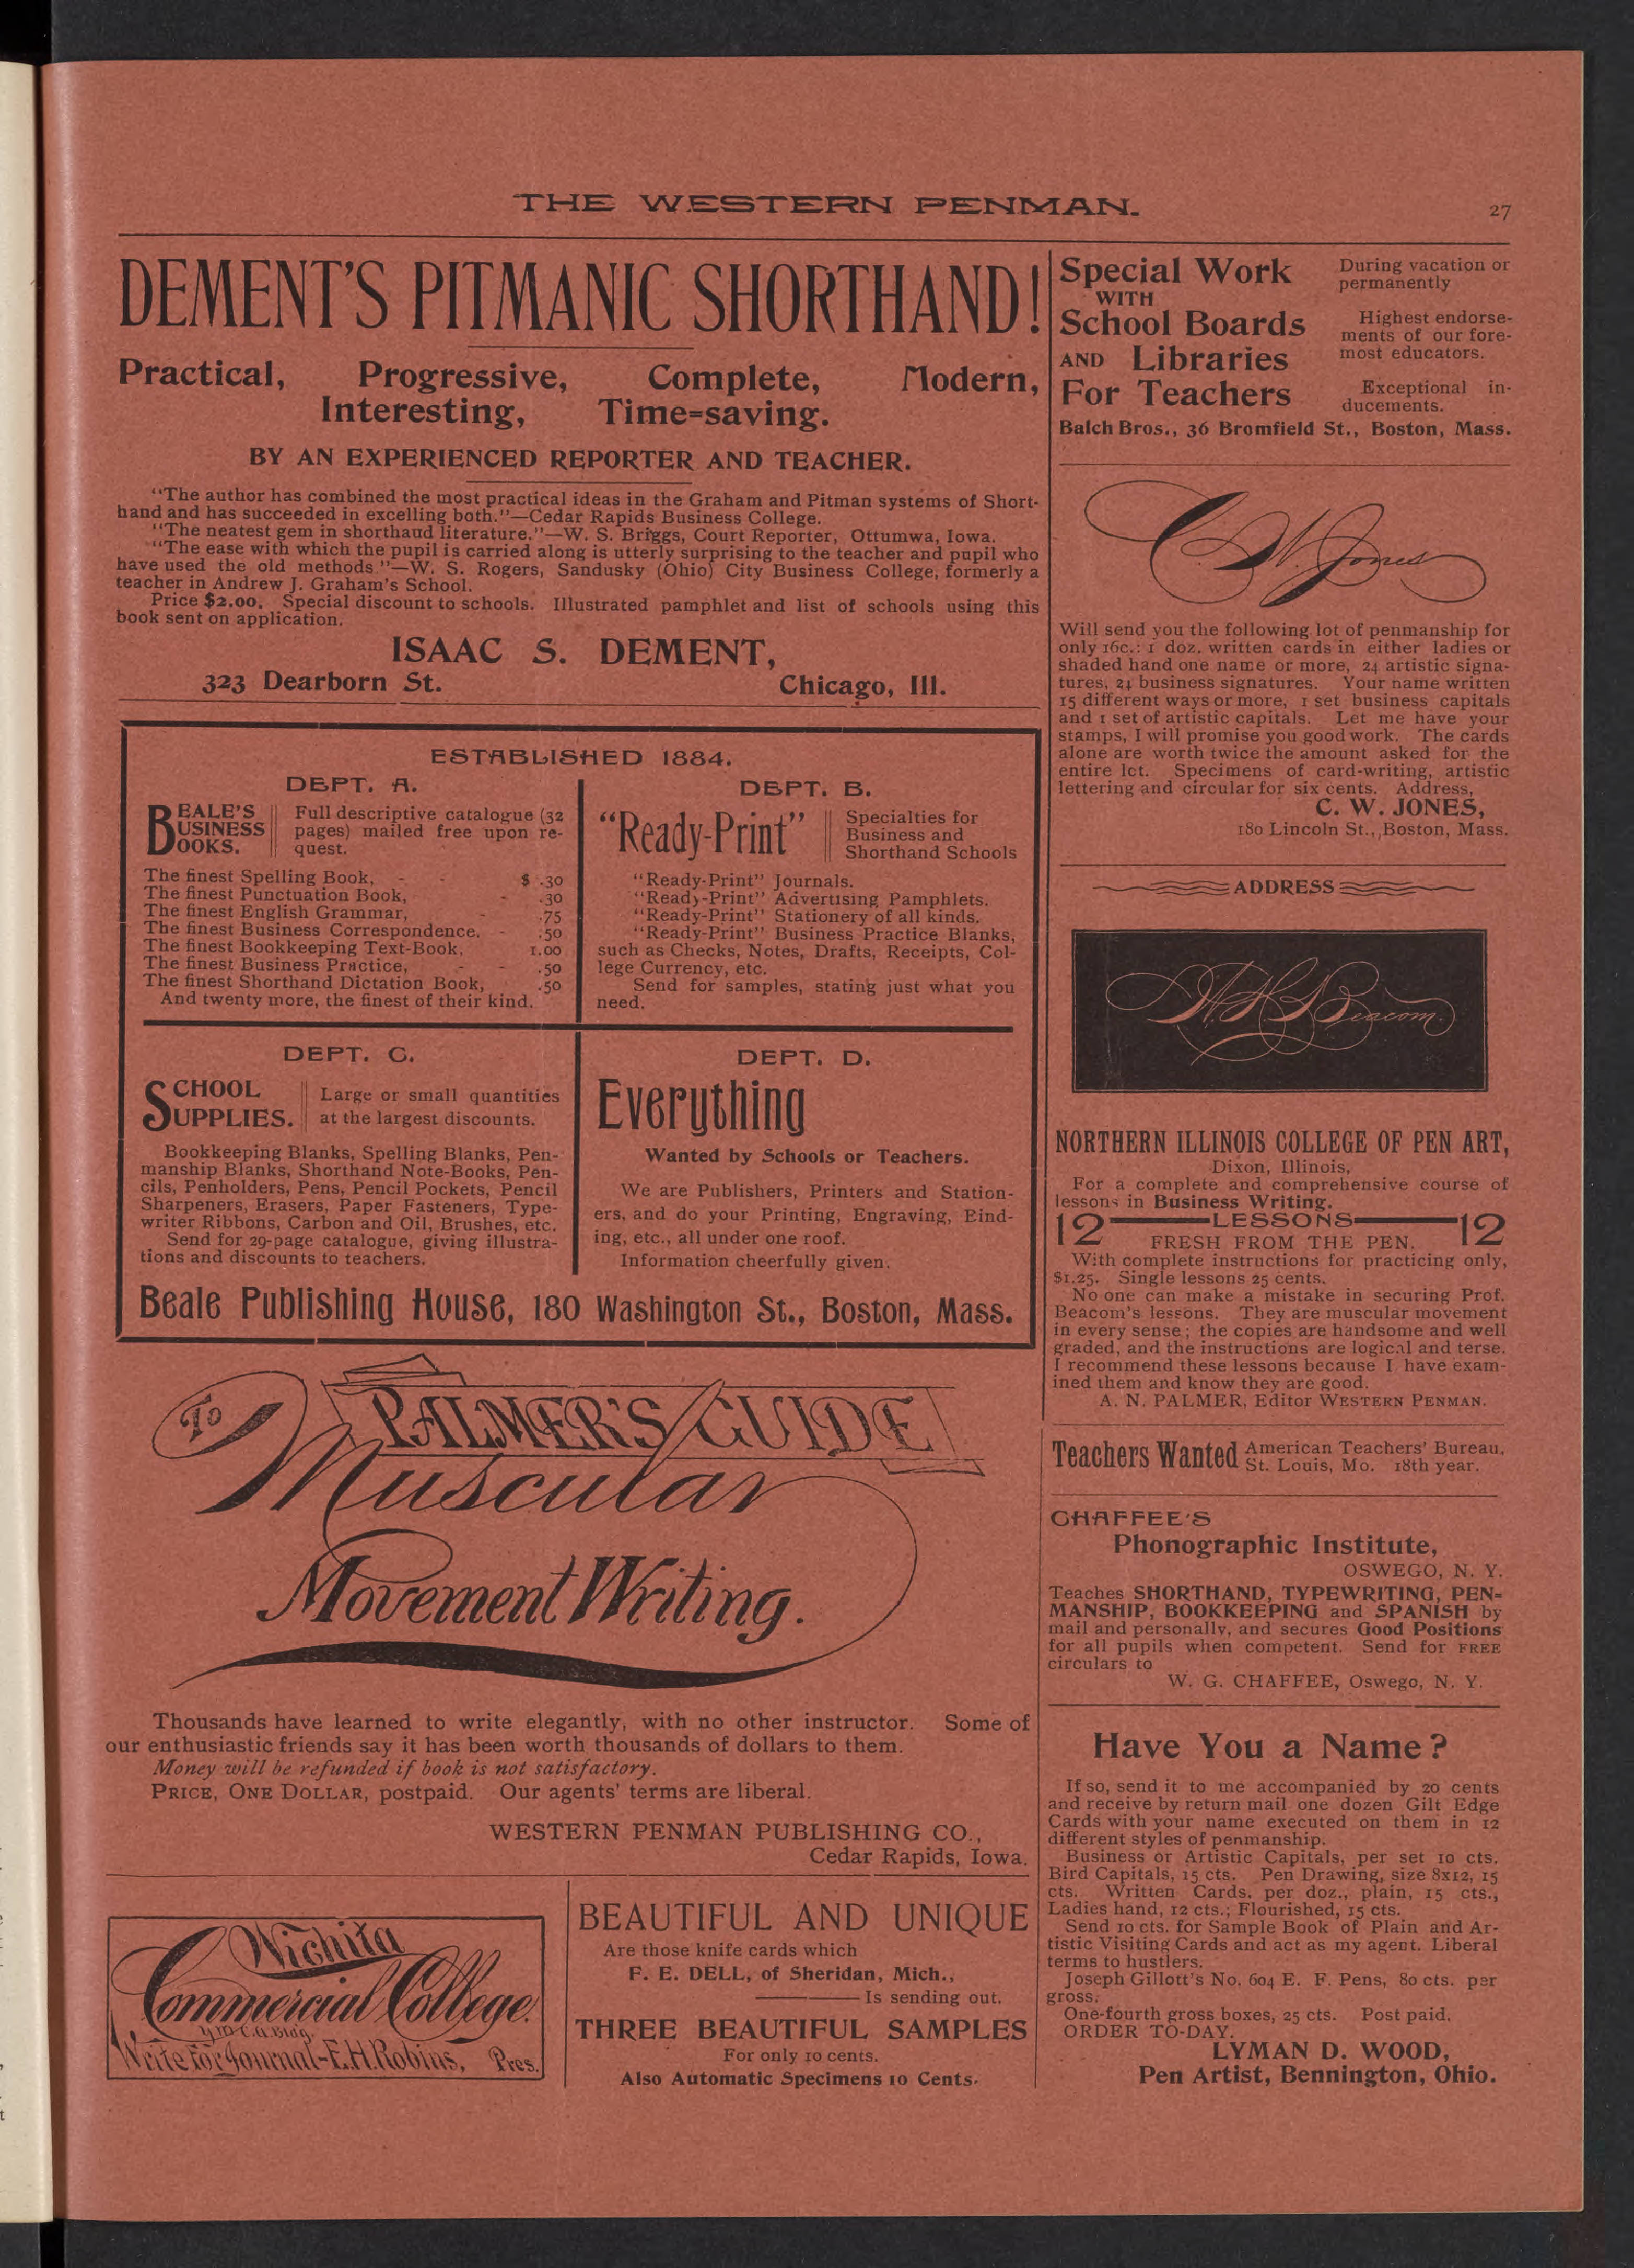 THE WESTERN PENMAN.
27
DEMENT'S PITMANIC SHORTHAND!
Practical, Progressive, Complete, Modern,
Interesting, Time=saving.
BY AN EXPERIENCED REPORTER AND TEACHER.
"The author has combined the most practical ideas in the Graham and Pitman systems of Short-
hand and has succeeded in excelling both."—Cedar Rapids Business College.
"The neatest gem in shorthand literature."—W. S. Briggs, Court Reporter, Ottumwa, Iowa.
"The ease with which the pupil is carried along is utterly surprising to the teacher and pupil who
have used the old methods."—W. S. Rogers, Sandusky (Ohio) City Business College, formerly a
teacher in Andrew J. Graham's School.
Price $2.00. Special discount to schools. Illustrated pamphlet and list of schools using this
book sent on application.
ISAAC S. DEMENT,
323 Dearborn St. Chicago, Ill.
ESTABLISHED 1884.
DEPT. A.
BEALE'S
BUSINESS
BOOKS.
Full descriptive catalogue (32
pages) mailed free upon re-
quest.
The finest Spelling Book, - - $ .30
The finest Punctuation Book, - .30
The finest English Grammar, - .75
The finest Business Correspondence. - .50
The finest Bookkeeping Text-Book, 1.00
The finest Business Practice, - - .50
The finest Shorthand Dictation Book, .50
And twenty more, the finest of their kind.
DEPT. B.
"Ready-Print"
Specialties for
Business and
Shorthand Schools
"Ready-Print" Journals.
"Ready-Print" Advertising Pamphlets.
"Ready-Print" Stationery of all kinds.
"Ready-Print" Business Practice Blanks,
such as Checks, Notes, Drafts, Receipts, Col-
lege Currency, etc.
Send for samples, stating just what you
need.
DEPT. C.
SCHOOL
SUPPLIES.
Large or small quantities
at the largest discounts.
Bookkeeping Blanks, Spelling Blanks, Pen-
manship Blanks, Shorthand Note-Books, Pen-
cils, Penholders, Pens, Pencil Pockets, Pencil
Sharpeners, Erasers, Paper Fasteners, Type-
writer Ribbons, Carbon and Oil, Brushes, etc.
Send for 29-page catalogue, giving illustra-
tions and discounts to teachers.
DEPT. D.
Everything
Wanted by Schools or Teachers.
We are Publishers, Printers and Station-
ers, and do your Printing, Engraving, Bind-
ing, etc., all under one roof.
Information cheerfully given.
Beale Publishing House, 180 Washington St., Boston, Mass.
To
PALMER'S GUIDE
Muscular
Movement Writing.
Thousands have learned to write elegantly, with no other instructor. Some of
our enthusiastic friends say it has been worth thousands of dollars to them.
Money will be refunded if book is not satisfactory.
PRICE, ONE DOLLAR, postpaid. Our agents' terms are liberal.
WESTERN PENMAN PUBLISHING CO.,
Cedar Rapids, Iowa.
Wichita
Commercial College.
Y.M.C.A. Bldg.
Write for Journal-E.H.Robins, Pres.
BEAUTIFUL AND UNIQUE
Are those knife cards which
F. E. DELL, of Sheridan, Mich.,
Is sending out.
THREE BEAUTIFUL SAMPLES
For only 10 cents.
Also Automatic Specimens 10 Cents.
Special Work
WITH
School Boards
AND Libraries
For Teachers
During vacation or
permanently
Highest endorse-
ments of our fore-
most educators.
Exceptional in-
ducements.
Balch Bros., 36 Bromfield St., Boston, Mass.
C. W. Jones
Will send you the following lot of penmanship for
only 16c.: 1 doz. written cards in either ladies or
shaded hand one name or more, 24 artistic signa-
tures, 24 business signatures. Your name written
15 different ways or more, 1 set business capitals
and 1 set of artistic capitals. Let me have your
stamps, I will promise you good work. The cards
alone are worth twice the amount asked for the
entire lot. Specimens of card-writing, artistic
lettering and circular for six cents. Address,
C. W. JONES,
180 Lincoln St., Boston, Mass.
ADDRESS
Beacom.
NORTHERN ILLINOIS COLLEGE OF PEN ART,
Dixon, Illinois,
For a complete and comprehensive course of
lessons in Business Writing.
12 LESSONS 12
FRESH FROM THE PEN.
With complete instructions for practicing only,
$1.25. Single lessons 25 cents.
No one can make a mistake in securing Prof.
Beacom's lessons. They are muscular movement
in every sense; the copies are handsome and well
graded, and the instructions are logical and terse.
I recommend these lessons because I have exam-
ined them and know they are good.
A. N. PALMER, Editor WESTERN PENMAN.
Teachers Wanted American Teachers' Bureau,
St. Louis, Mo. 18th year.
CHAFFEE'S
Phonographic Institute,
OSWEGO, N. Y.
Teaches SHORTHAND, TYPEWRITING, PEN=
MANSHIP, BOOKKEEPING and SPANISH by
mail and personally, and secures Good Positions
for all pupils when competent. Send for FREE
circulars to
W. G. CHAFFEE, Oswego, N. Y.
Have You a Name?
If so, send it to me accompanied by 20 cents
and receive by return mail one dozen Gilt Edge
Cards with your name executed on them in 12
different styles of penmanship.
Business or Artistic Capitals, per set 10 cts.
Bird Capitals, 15 cts. Pen Drawing, size 8x12, 15
cts. Written Cards, per doz., plain, 15 cts.,
Ladies hand, 12 cts.; Flourished, 15 cts.
Send 10 cts. for Sample Book of Plain and Ar-
tistic Visiting Cards and act as my agent. Liberal
terms to hustlers.
Joseph Gillott's No. 604 E. F. Pens, 80 cts. per
gross.
One-fourth gross boxes, 25 cts. Post paid.
ORDER TO-DAY.
LYMAN D. WOOD,
Pen Artist, Bennington, Ohio.